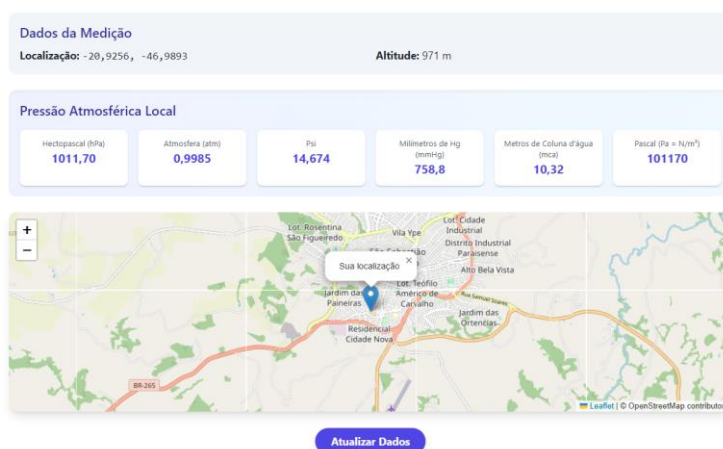 Dados da Medição
Localização: -20,9256, -46,9893
Altitude: 971 m
Pressão Atmosférica Local
Hectopascal (hPa)
1011,70
Atmosfera (atm)
0,9985
Psi
14,674
Milímetros de Hg
(mmHg)
758,8
Metros de Coluna d'água
(mca)
10,32
Pascal (Pa = N/m²)
101170
+
−
Lot. Rosentina
São Figueiredo
Vila Ype
Lot. Cidade
Industrial
Distrito Industrial
Paraisense
Sua localização
×
Alto Bela Vista
Jardim das
Paineiras
Lot. Teófilo
Américo de
Carvalho
Rua Samuel Soares
Jardim das
Ortencias
Residencial
Cidade Nova
BR-265
Leaflet | © OpenStreetMap contributor
Atualizar Dados